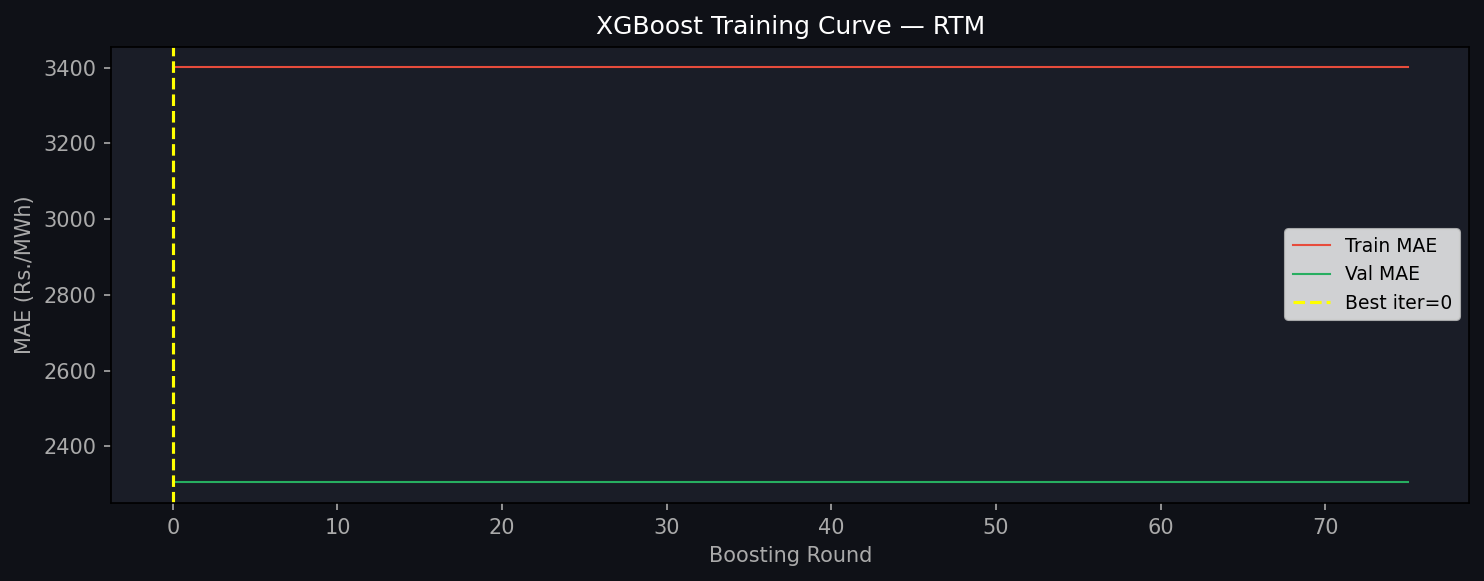 XGBoost Training Curve — RTM
3400
3200
3000
2800
2600
2400
MAE (Rs./MWh)
Train MAE
Val MAE
Best iter=0
0 10 20 30 40 50 60 70
Boosting Round